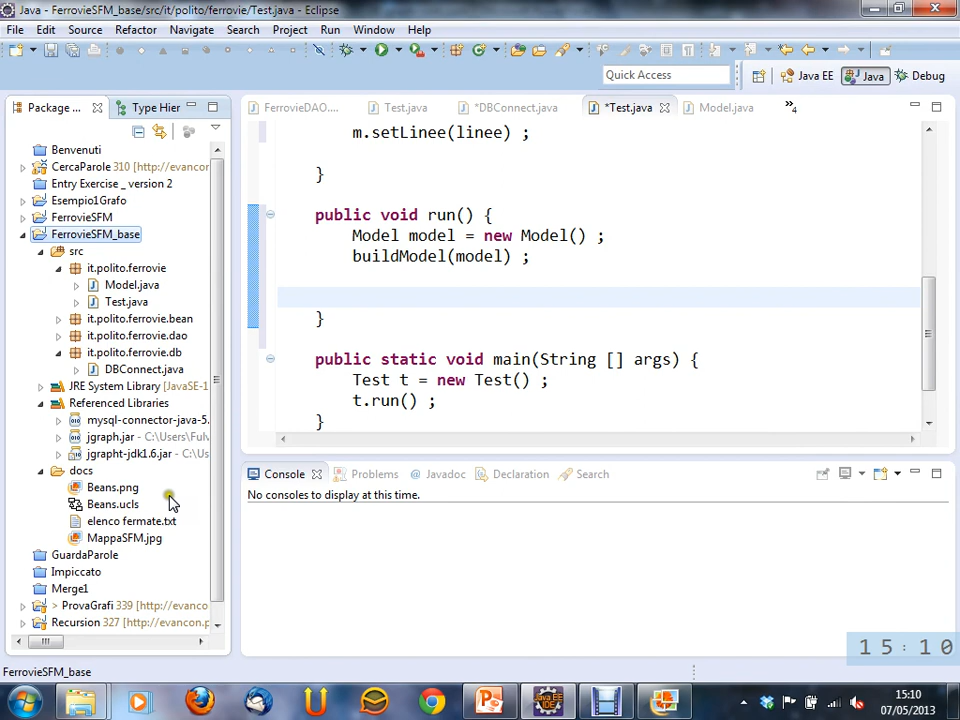 Java - FerrovieSFM_base/src/it/polito/ferrovie/Test.java - Eclipse
File Edit Source Refactor Navigate Search Project Run Window Help
Quick Access
Java EE Java Debug
Package ... Type Hier
FerrovieDAO.... Test.java *DBConnect.java *Test.java Model.java »4
Benvenuti
CercaParole 310 [http://evancor
Entry Exercise _ version 2
Esempio1Grafo
FerrovieSFM
FerrovieSFM_base
src
it.polito.ferrovie
Model.java
Test.java
it.polito.ferrovie.bean
it.polito.ferrovie.dao
it.polito.ferrovie.db
DBConnect.java
JRE System Library [JavaSE-1
Referenced Libraries
mysql-connector-java-5.
jgraph.jar - C:\Users\Ful
jgrapht-jdk1.6.jar - C:\Us
docs
Beans.png
Beans.ucls
elenco fermate.txt
MappaSFM.jpg
GuardaParole
Impiccato
Merge1
> ProvaGrafi 339 [http://evanco
Recursion 327 [http://evancon.p
m.setLinee(linee) ;
}
public void run() {
Model model = new Model() ;
buildModel(model) ;
}
public static void main(String [] args) {
Test t = new Test() ;
t.run() ;
}
Console Problems @ Javadoc Declaration Search
No consoles to display at this time.
15:10
FerrovieSFM_base
15:10
07/05/2013